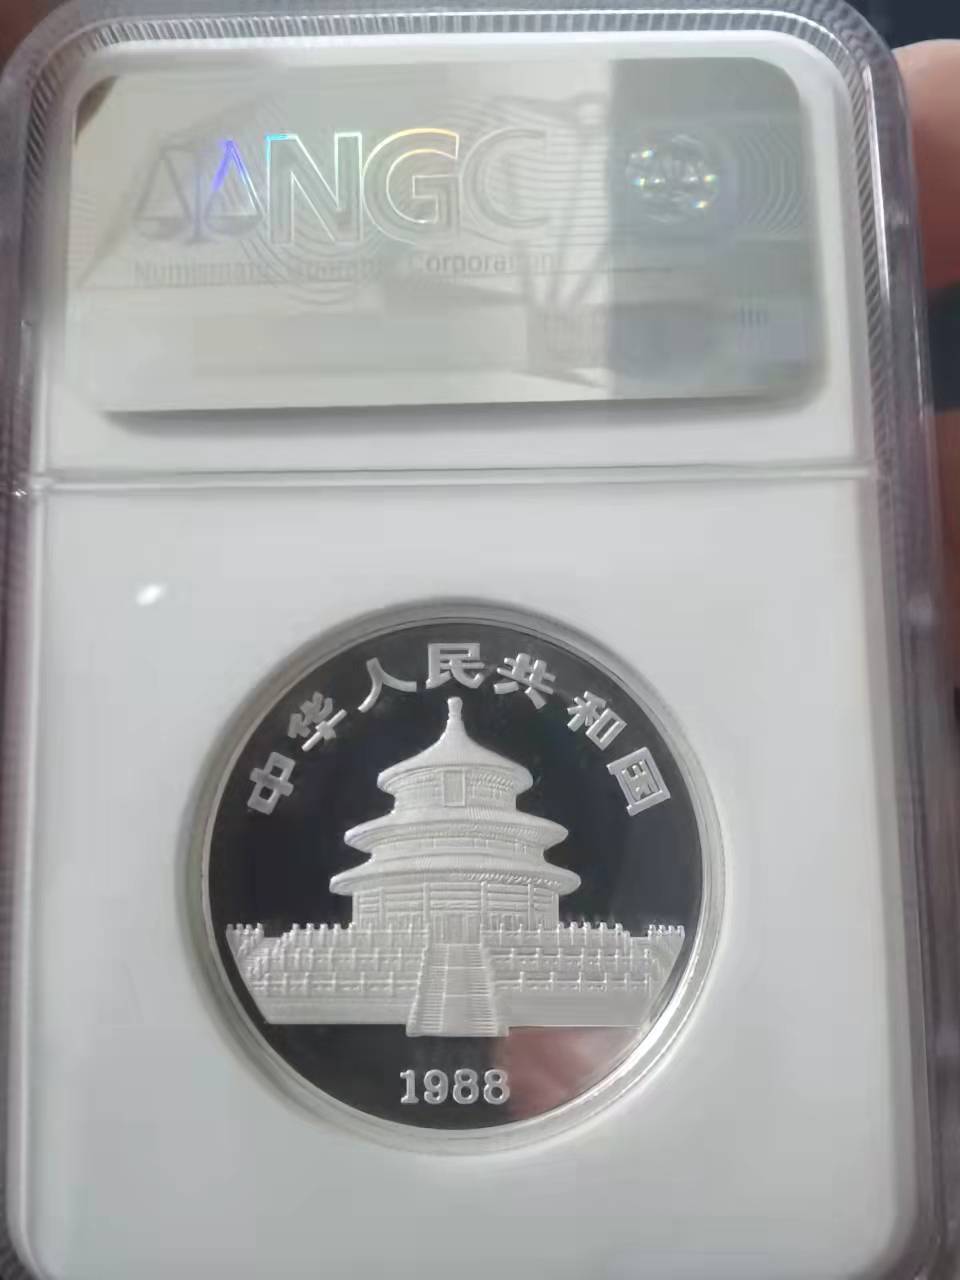 NGC
Numismatic Guaranty Corporation
中华人民共和国
1988